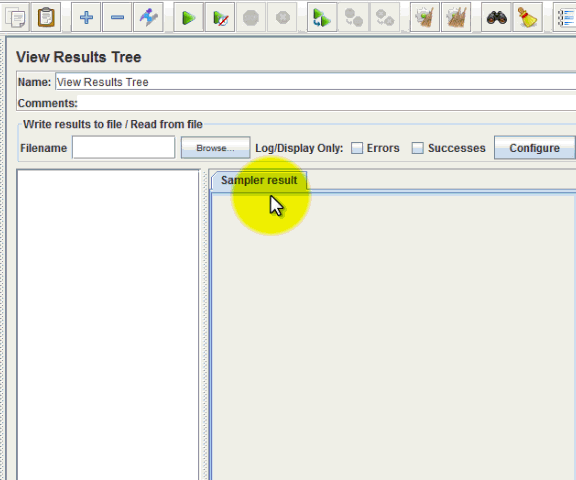 View Results Tree
Name: View Results Tree
Comments:
Write results to file / Read from file
Filename Browse... Log/Display Only: Errors Successes Configure
Sampler result